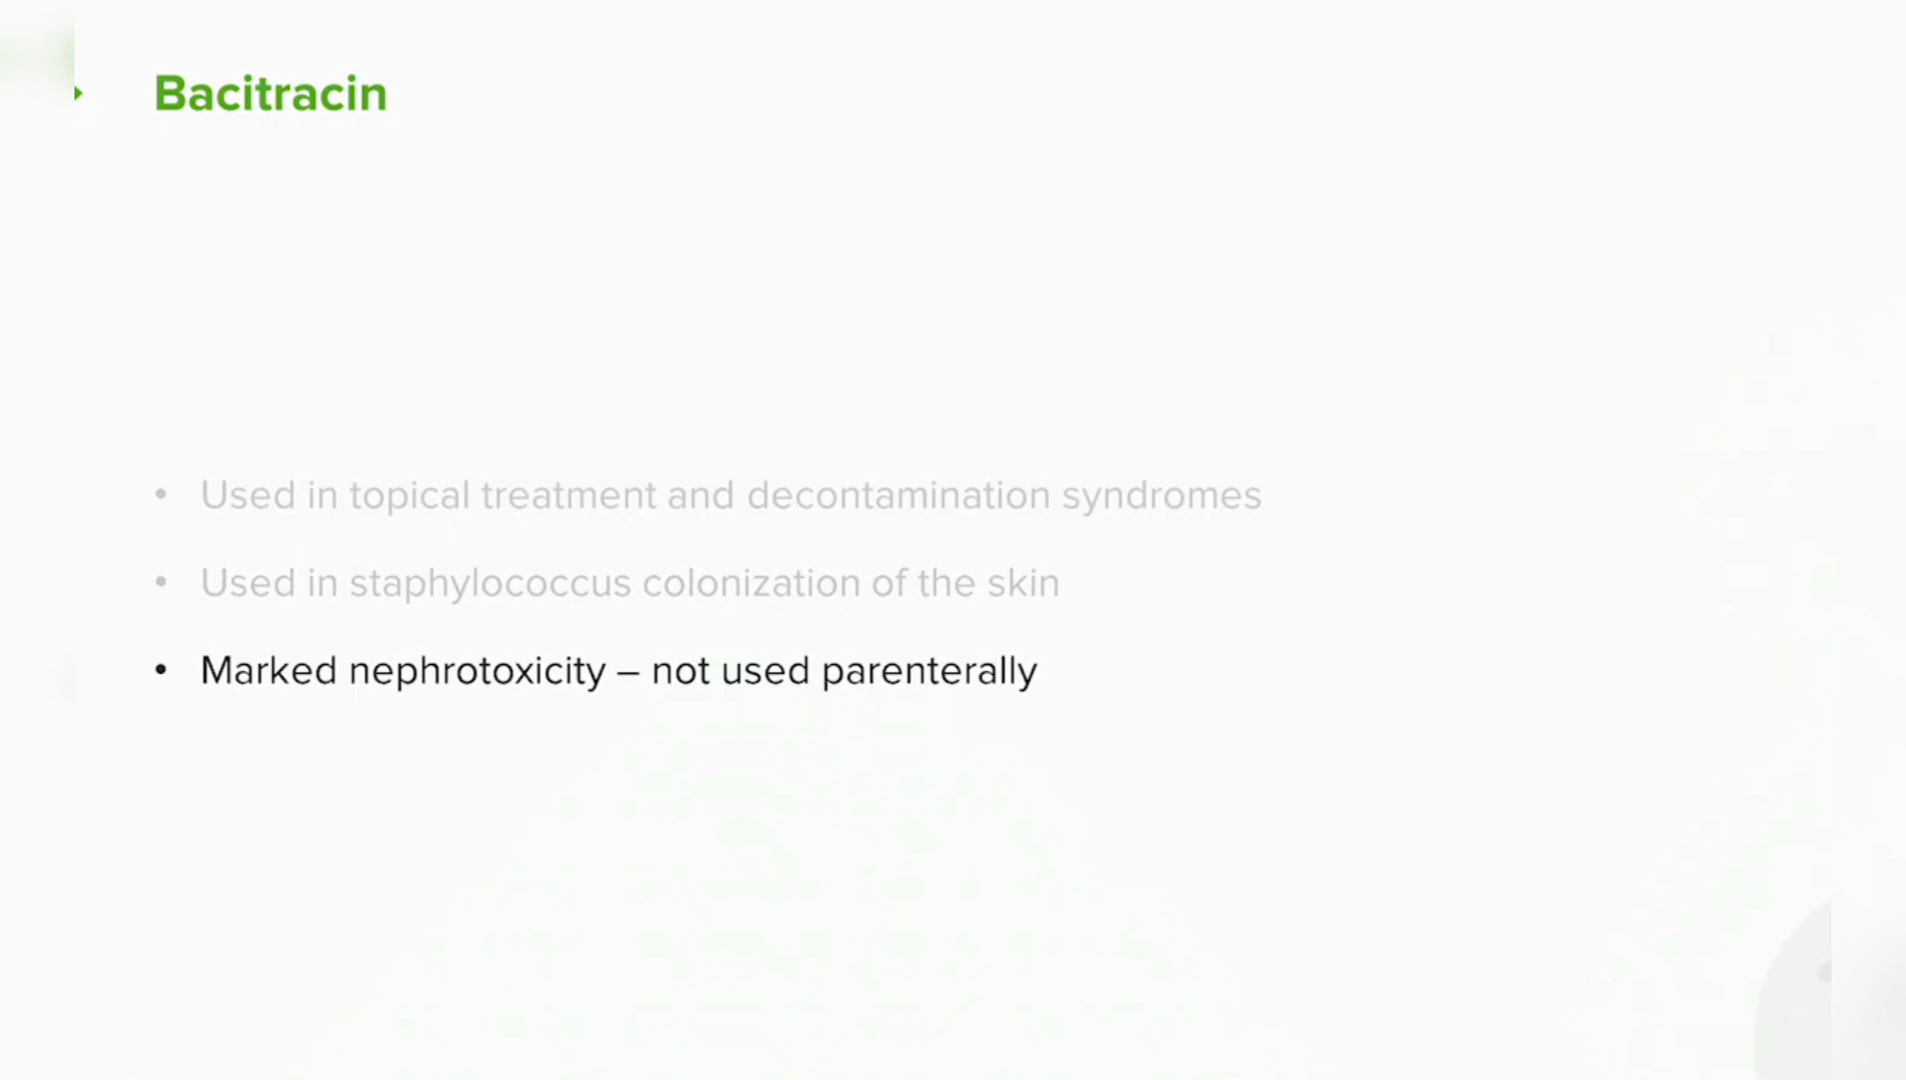 Bacitracin
• Used in topical treatment and decontamination syndromes
• Used in staphylococcus colonization of the skin
• Marked nephrotoxicity – not used parenterally